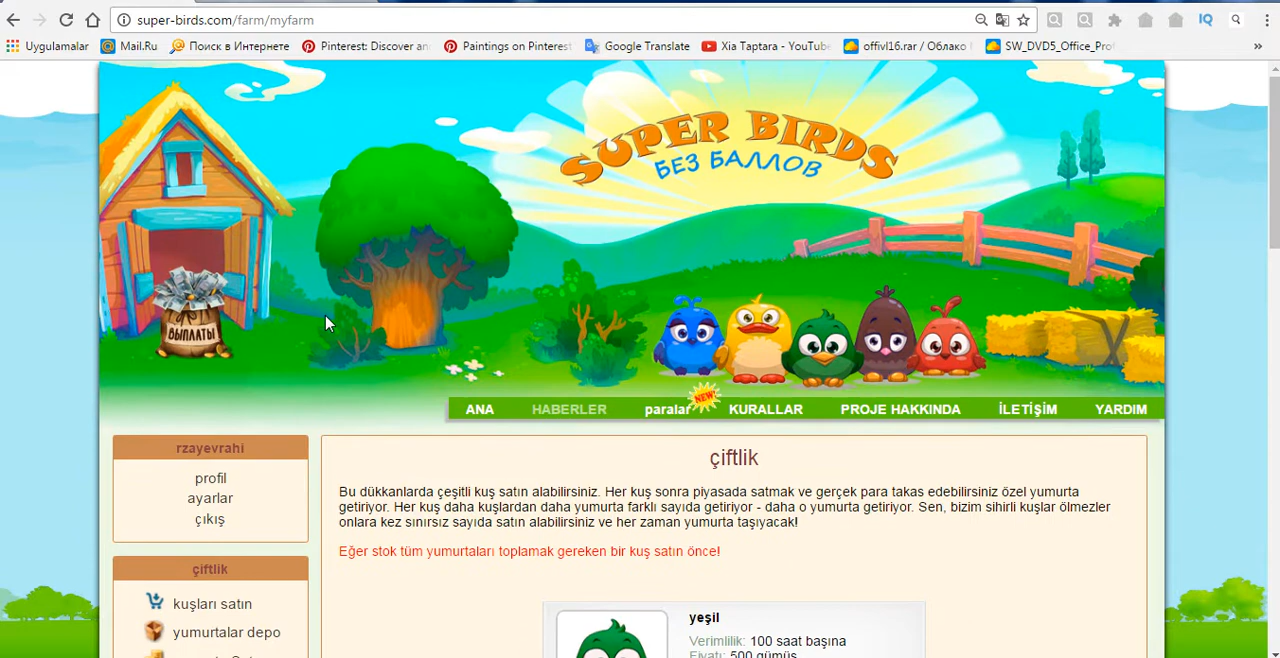 super-birds.com/farm/myfarm
Uygulamalar
Mail.Ru
Поиск в Интернете
Pinterest: Discover an
Paintings on Pinterest
Google Translate
Xia Taptara - YouTube
offivl16.rar / Облако
SW_DVD5_Office_Pro
»
SUPER BIRDS
БЕЗ БАЛЛОВ
ВЫПЛАТЫ
NEW
ANA HABERLER paralar KURALLAR PROJE HAKKINDA İLETİŞİM YARDIM
rzayevrahi
profil
ayarlar
çıkış
çiftlik
kuşları satın
yumurtalar depo
çiftlik
Bu dükkanlarda çeşitli kuş satın alabilirsiniz. Her kuş sonra piyasada satmak ve gerçek para takas edebilirsiniz özel yumurta
getiriyor. Her kuş daha kuşlardan daha yumurta farklı sayıda getiriyor - daha o yumurta getiriyor. Sen, bizim sihirli kuşlar ölmezler
onlara kez sınırsız sayıda satın alabilirsiniz ve her zaman yumurta taşıyacak!
Eğer stok tüm yumurtaları toplamak gereken bir kuş satın önce!
yeşil
Verimlilik: 100 saat başına
Fiyatı: 500 gümüş